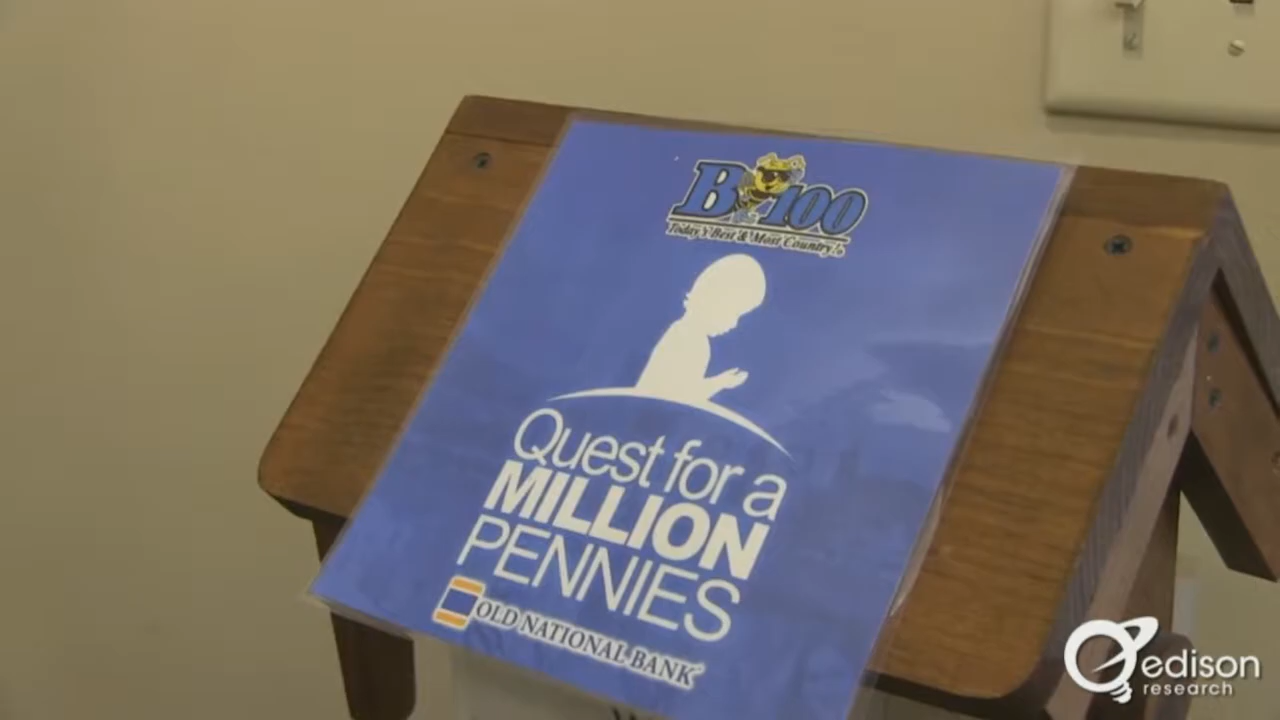 B100
Today's Best & Most Country!
Quest for a
MILLION
PENNIES
OLD NATIONAL BANK
edison
research